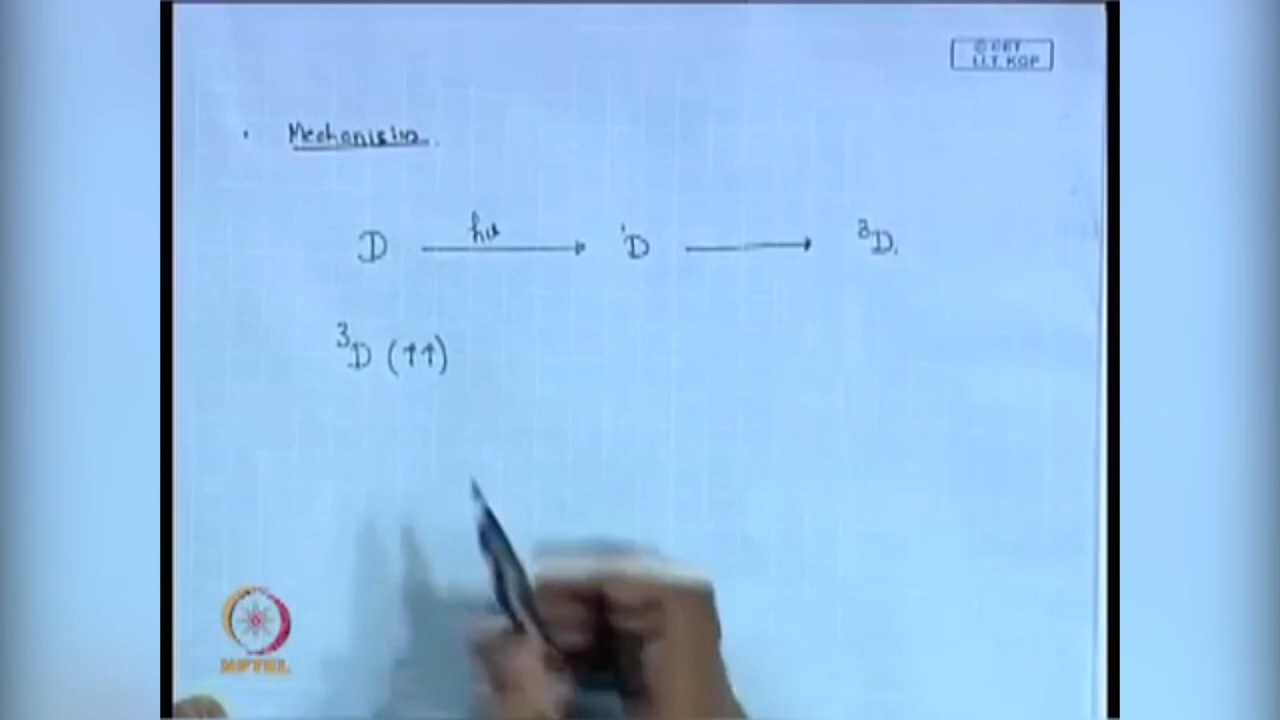 © CET
I.I.T. KGP
· Mechanism.
D hν ¹D ³D.
³D (↑↑)
NPTEL